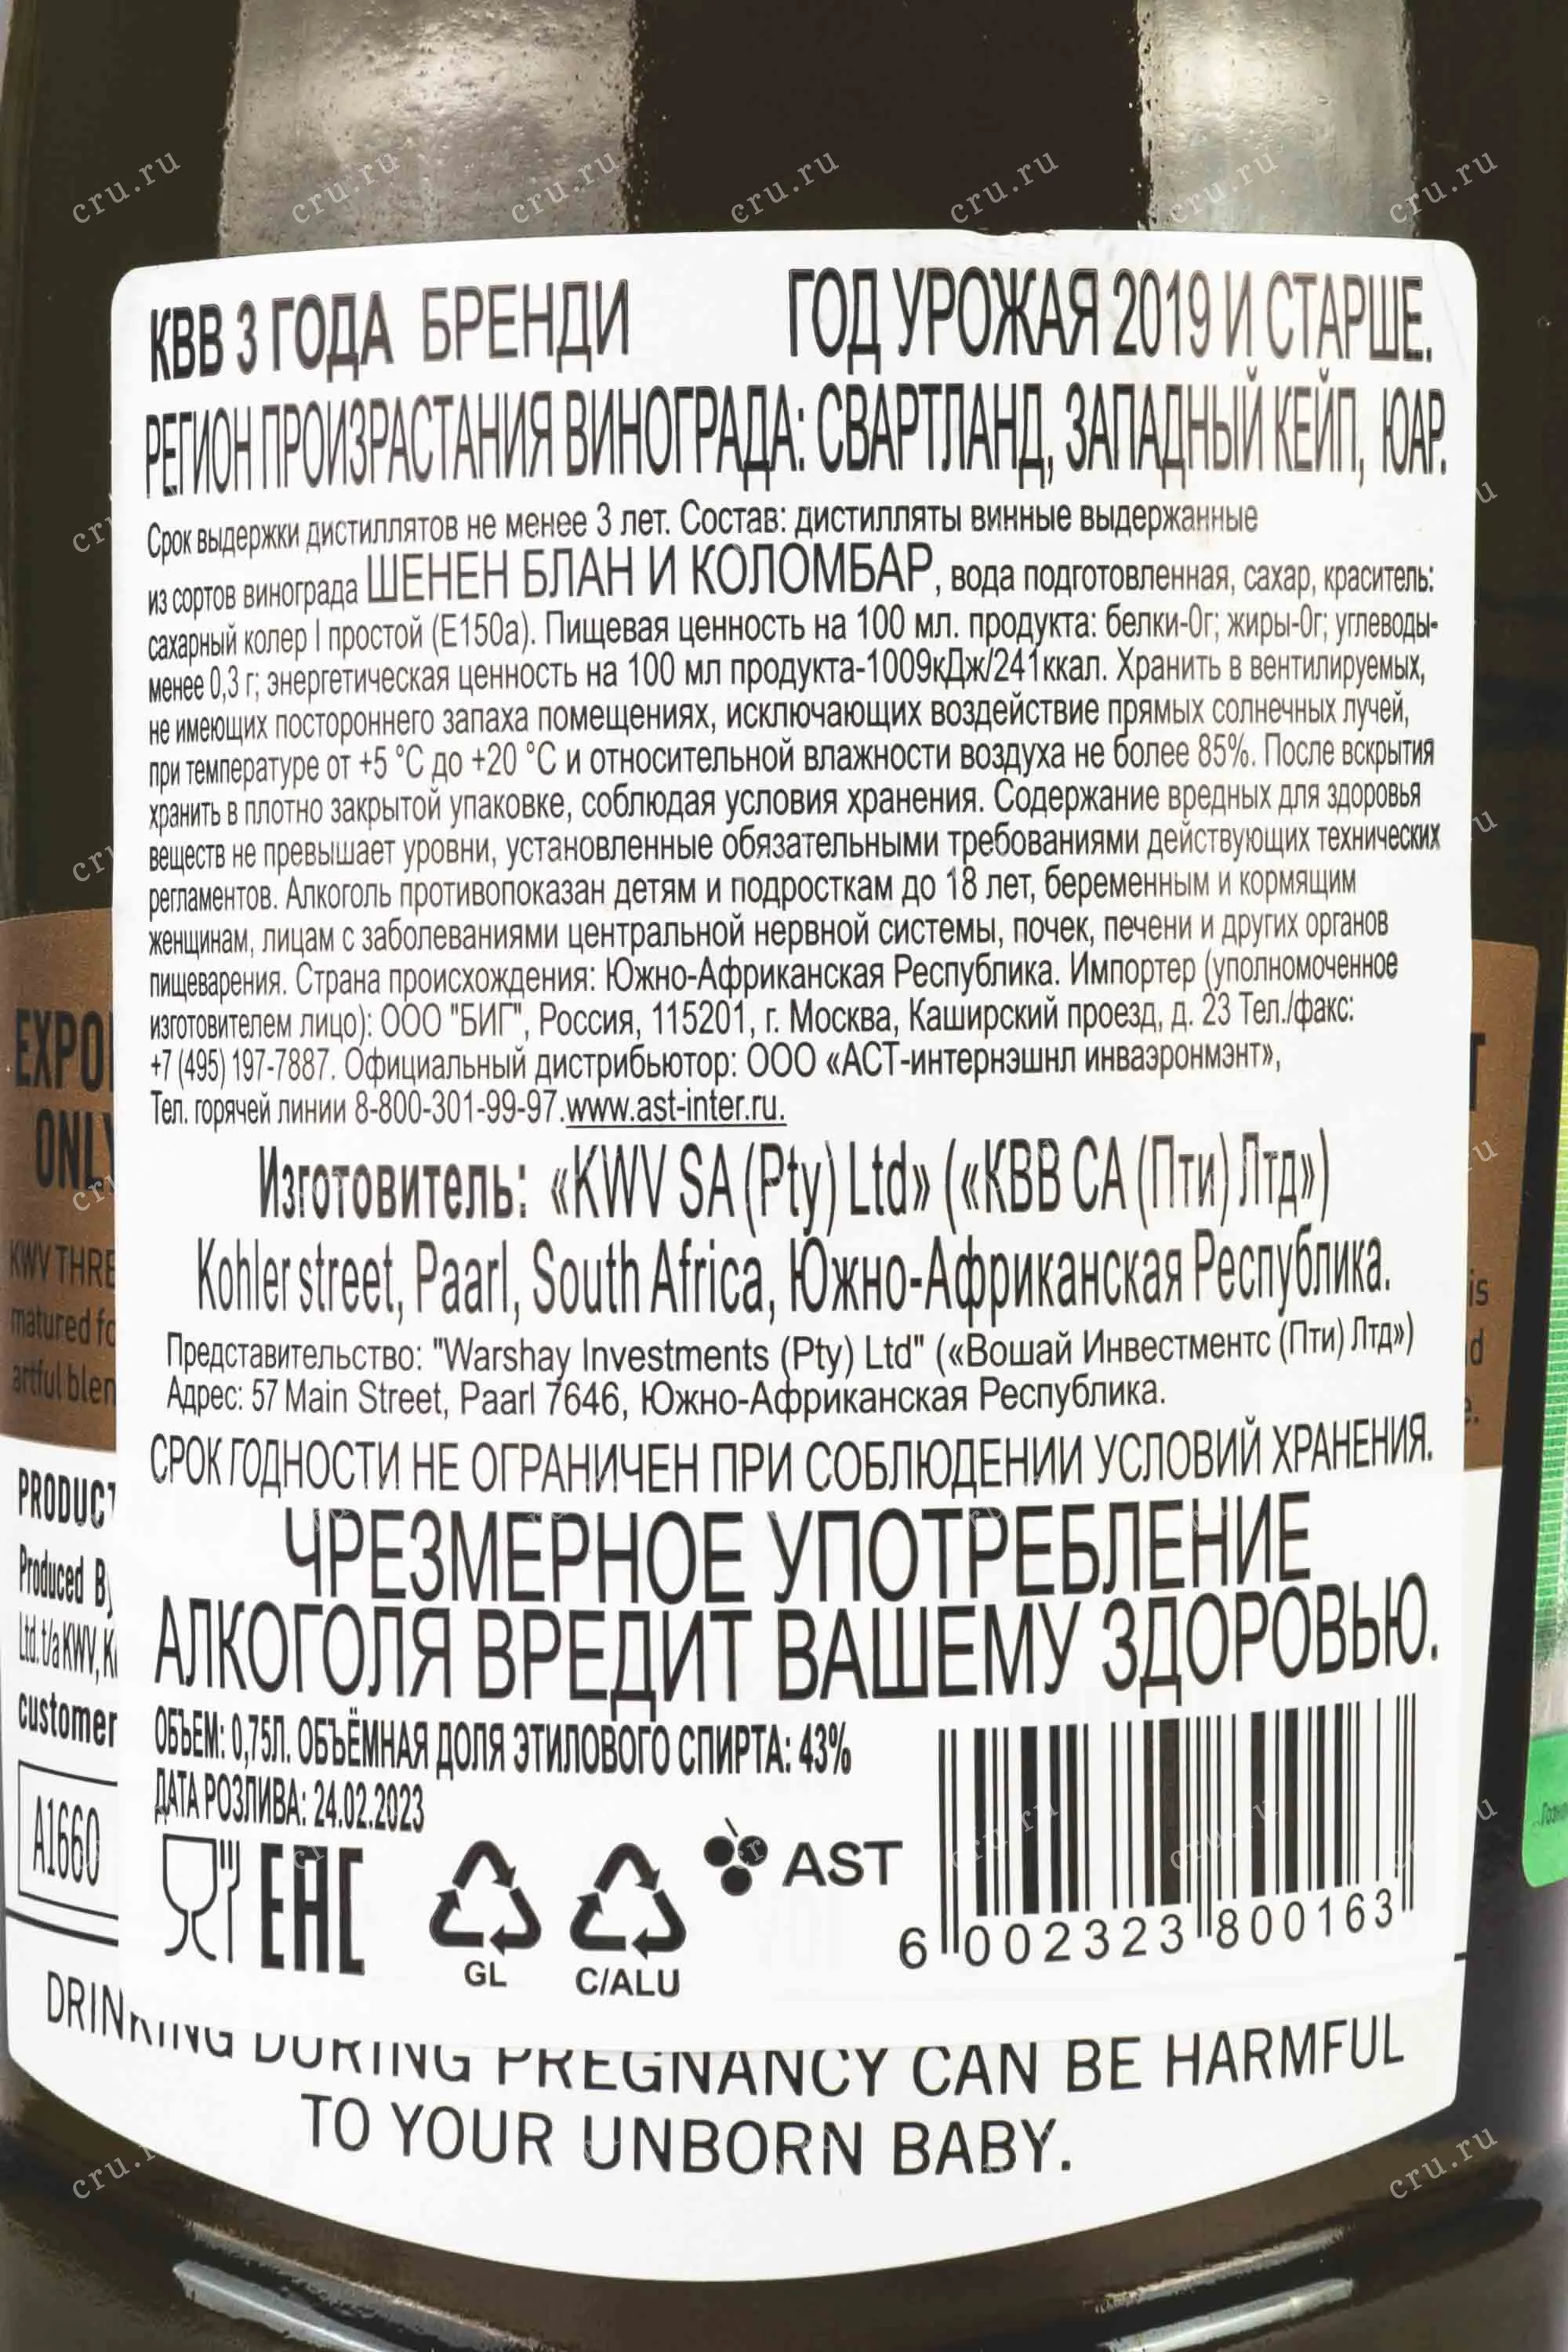 КВВ 3 ГОДА БРЕНДИ ГОД УРОЖАЯ 2019 И СТАРШЕ.
РЕГИОН ПРОИЗРАСТАНИЯ ВИНОГРАДА: СВАРТЛАНД, ЗАПАДНЫЙ КЕЙП, ЮАР.
Срок выдержки дистиллятов не менее 3 лет. Состав: дистилляты винные выдержанные
из сортов винограда ШЕНЕН БЛАН И КОЛОМБАР, вода подготовленная, сахар, краситель:
сахарный колер I простой (Е150а). Пищевая ценность на 100 мл. продукта: белки-0г; жиры-0г; углеводы-
менее 0,3 г; энергетическая ценность на 100 мл продукта-1009кДж/241ккал. Хранить в вентилируемых,
не имеющих постороннего запаха помещениях, исключающих воздействие прямых солнечных лучей,
при температуре от +5 °C до +20 °C и относительной влажности воздуха не более 85%. После вскрытия
хранить в плотно закрытой упаковке, соблюдая условия хранения. Содержание вредных для здоровья
веществ не превышает уровни, установленные обязательными требованиями действующих технических
регламентов. Алкоголь противопоказан детям и подросткам до 18 лет, беременным и кормящим
женщинам, лицам с заболеваниями центральной нервной системы, почек, печени и других органов
пищеварения. Страна происхождения: Южно-Африканская Республика. Импортер (уполномоченное
изготовителем лицо): ООО "БИГ", Россия, 115201, г. Москва, Каширский проезд, д. 23 Тел./факс:
+7 (495) 197-7887. Официальный дистрибьютор: ООО «АСТ-интернэшнл инваэронмэнт»,
Тел. горячей линии 8-800-301-99-97.www.ast-inter.ru.
Изготовитель: «KWV SA (Pty) Ltd» («КВВ СА (Пти) Лтд»)
Kohler street, Paarl, South Africa, Южно-Африканская Республика.
Представительство: "Warshay Investments (Pty) Ltd" («Вошай Инвестментс (Пти) Лтд»)
Адрес: 57 Main Street, Paarl 7646, Южно-Африканская Республика.
СРОК ГОДНОСТИ НЕ ОГРАНИЧЕН ПРИ СОБЛЮДЕНИИ УСЛОВИЙ ХРАНЕНИЯ.
ЧРЕЗМЕРНОЕ УПОТРЕБЛЕНИЕ
АЛКОГОЛЯ ВРЕДИТ ВАШЕМУ ЗДОРОВЬЮ.
ОБЪЕМ: 0,75Л. ОБЪЁМНАЯ ДОЛЯ ЭТИЛОВОГО СПИРТА: 43%
ДАТА РОЗЛИВА: 24.02.2023
EAC
GL
C/ALU
AST
6 002323 800163
DRINKING DURING PREGNANCY CAN BE HARMFUL
TO YOUR UNBORN BABY.
EXPO
ONLY
KWV THRE
matured fo
artful blen
PRODUCT
Produced By
Ltd. t/a KWV, K
customer
A1660
cru.ru